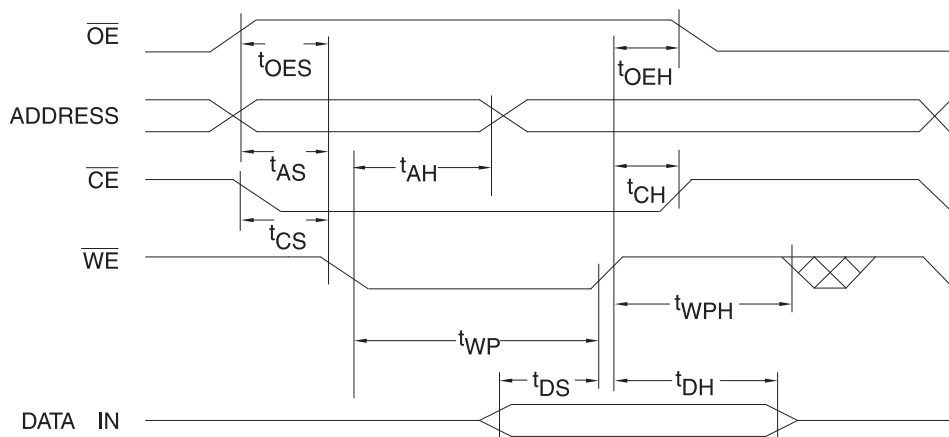 OE
tOES
tOEH
ADDRESS
tAS
tAH
CE
tCH
tCS
WE
tWPH
tWP
tDS
tDH
DATA IN